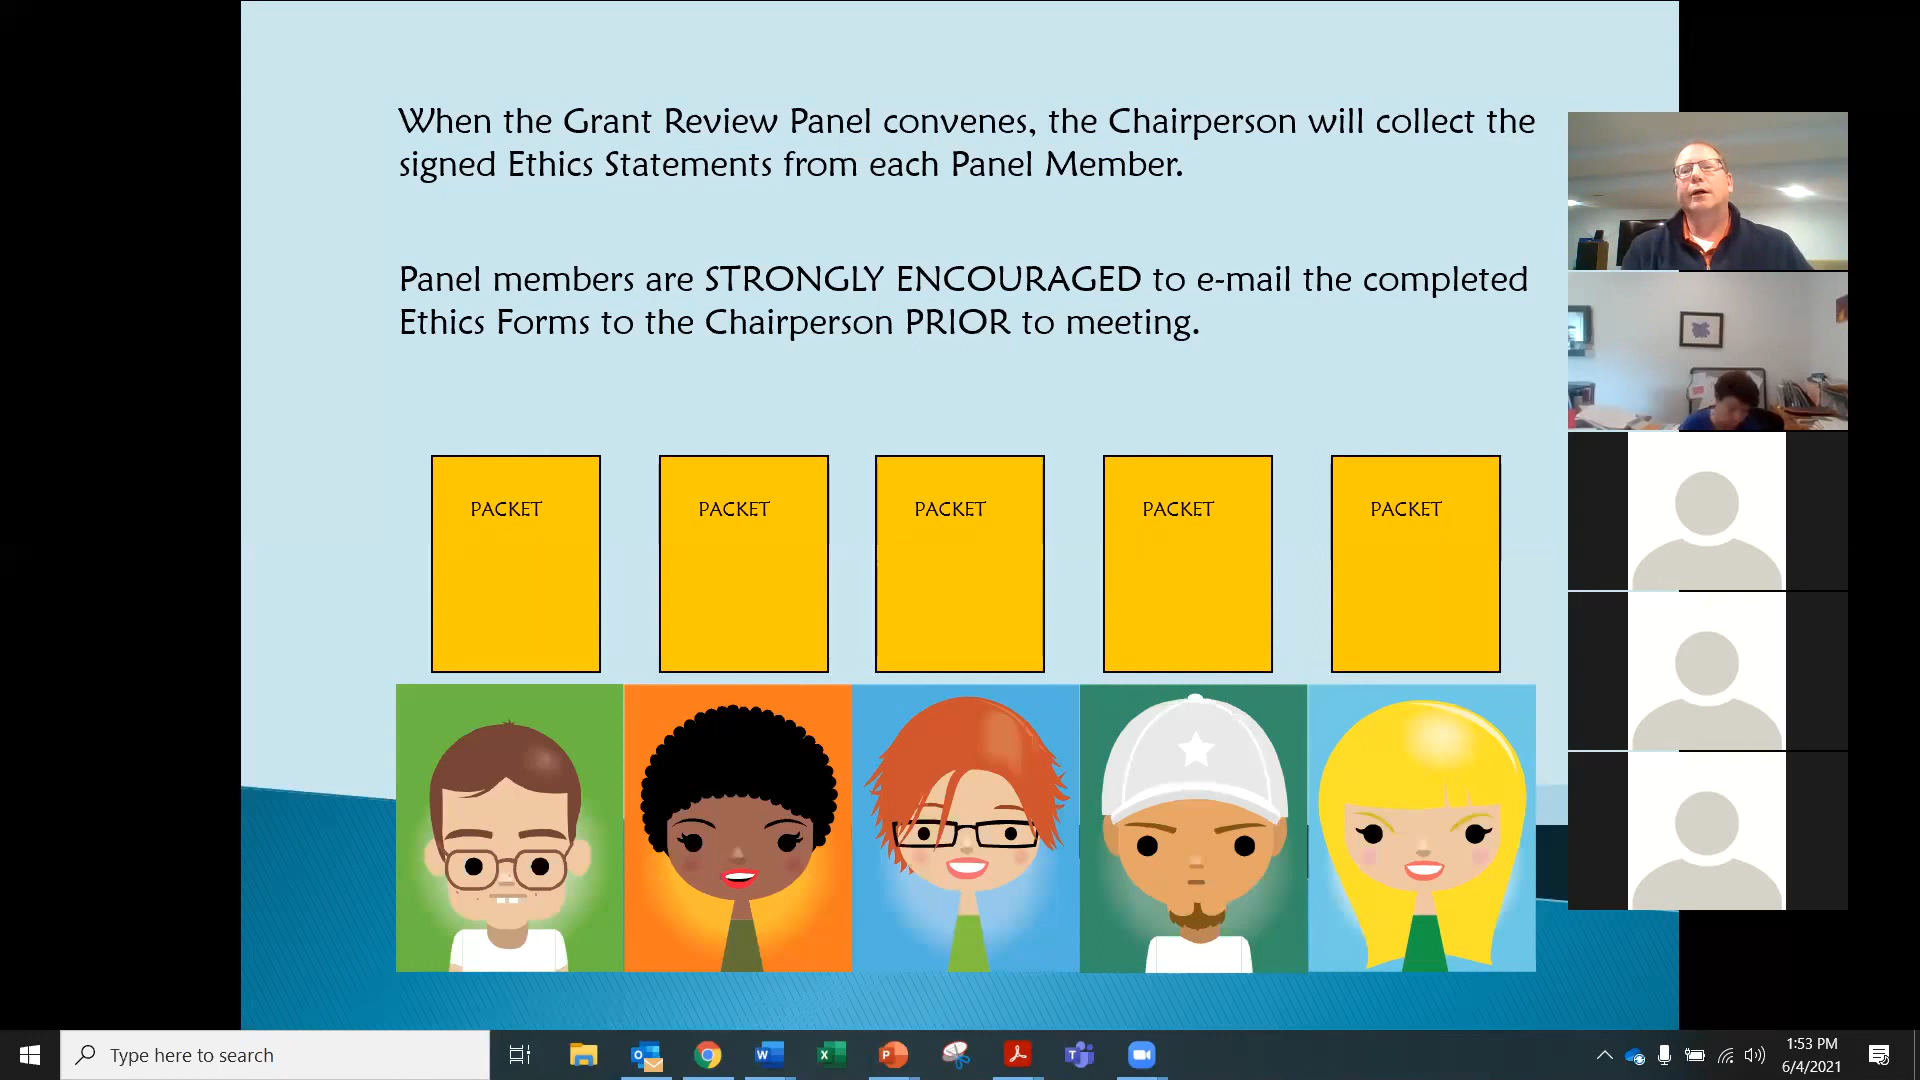 When the Grant Review Panel convenes, the Chairperson will collect the
signed Ethics Statements from each Panel Member.
Panel members are STRONGLY ENCOURAGED to e-mail the completed
Ethics Forms to the Chairperson PRIOR to meeting.
PACKET
PACKET
PACKET
PACKET
PACKET
Type here to search
1:53 PM
6/4/2021